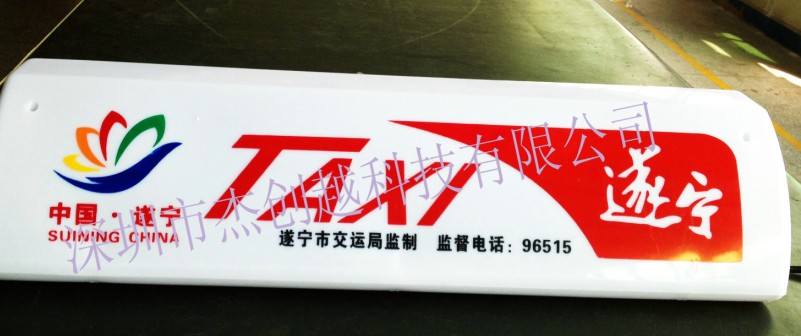 中国·遂宁
SUINING CHINA
TAXI
遂宁
遂宁市交运局监制 监督电话：96515
深圳市杰创越科技有限公司